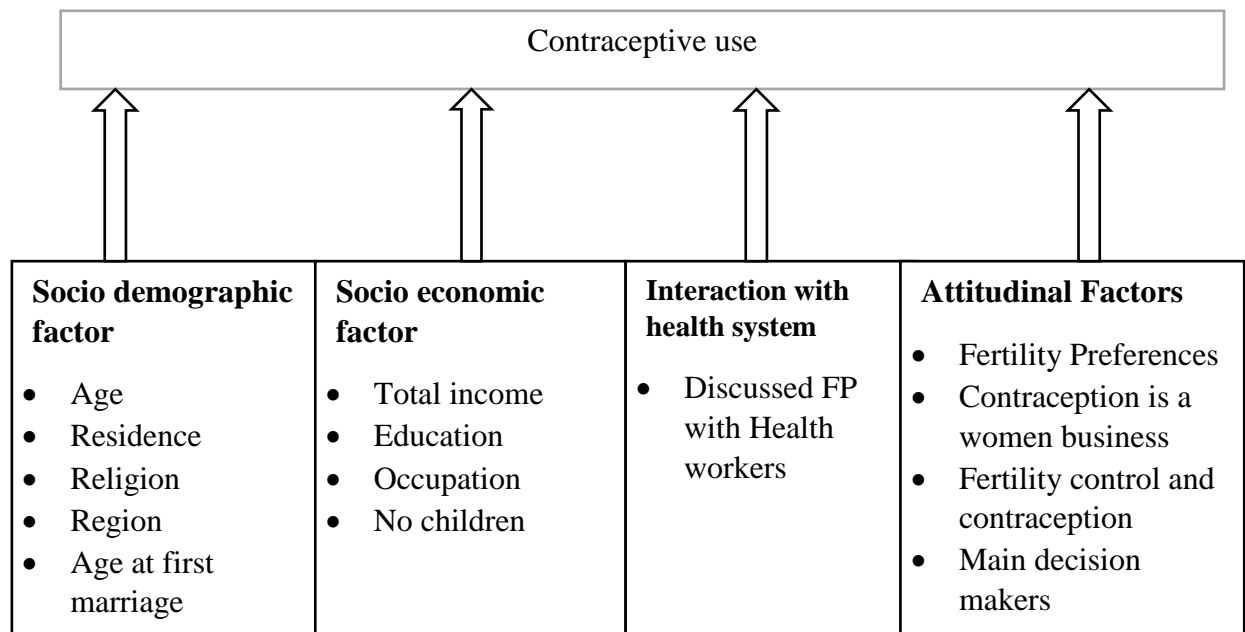 Contraceptive use
Socio demographic
factor
• Age
• Residence
• Religion
• Region
• Age at first
marriage
Socio economic
factor
• Total income
• Education
• Occupation
• No children
Interaction with
health system
• Discussed FP
with Health
workers
Attitudinal Factors
• Fertility Preferences
• Contraception is a
women business
• Fertility control and
contraception
• Main decision
makers